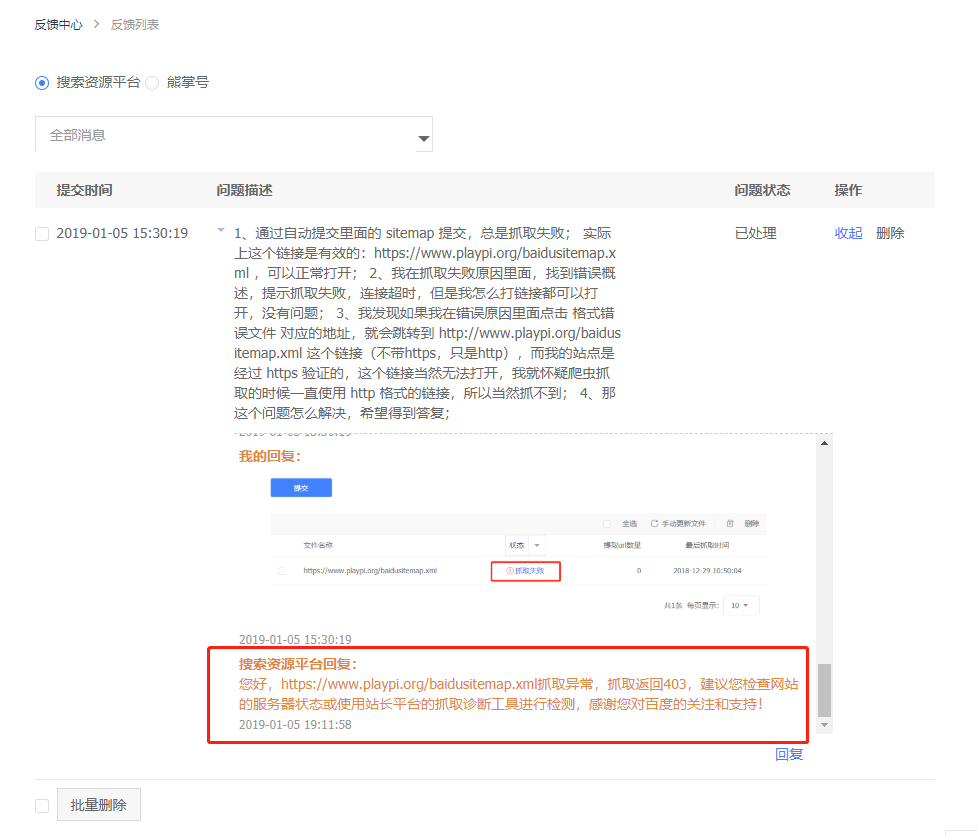 反馈中心 > 反馈列表
搜索资源平台 熊掌号
全部消息
提交时间 问题描述 问题状态 操作
2019-01-05 15:30:19 1、通过自动提交里面的 sitemap 提交，总是抓取失败； 实际 已处理 收起 删除
上这个链接是有效的：https://www.playpi.org/baidusitemap.x
ml ，可以正常打开； 2、我在抓取失败原因里面，找到错误概
述，提示抓取失败，连接超时，但是我怎么打链接都可以打
开，没有问题； 3、我发现如果我在错误原因里面点击 格式错
误文件 对应的地址，就会跳转到 http://www.playpi.org/baidus
itemap.xml 这个链接（不带https，只是http），而我的站点是
经过 https 验证的，这个链接当然无法打开，我就怀疑爬虫抓
取的时候一直使用 http 格式的链接，所以当然抓不到； 4、那
这个问题怎么解决，希望得到答复；
我的回复：
提交
全选 手动更新文件 删除
文件名称 状态 提取url数量 最后抓取时间
https://www.playpi.org/baidusitemap.xml 抓取失败 0 2018-12-29 10:50:04
共1条 每页显示： 10
2019-01-05 15:30:19
搜索资源平台回复：
您好，https://www.playpi.org/baidusitemap.xml抓取异常，抓取返回403，建议您检查网站
的服务器状态或使用站长平台的抓取诊断工具进行检测，感谢您对百度的关注和支持！
2019-01-05 19:11:58
回复
批量删除